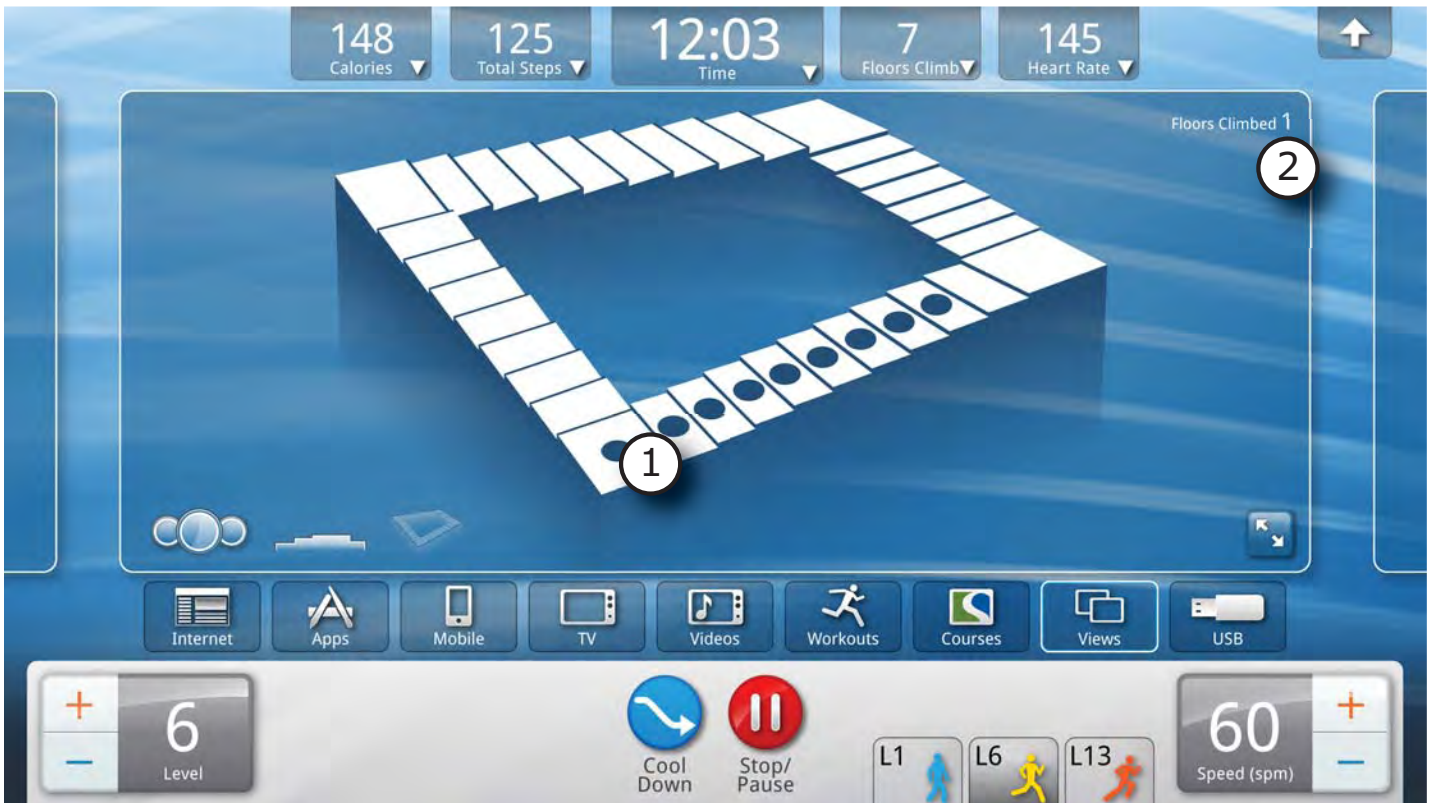 148
Calories
125
Total Steps
12:03
Time
7
Floors Climb
145
Heart Rate
Floors Climbed 1
2
1
Internet
Apps
Mobile
TV
Videos
Workouts
Courses
Views
USB
+
6
−
Level
Cool
Down
Stop/
Pause
L1
L6
L13
60
+
Speed (spm)
−